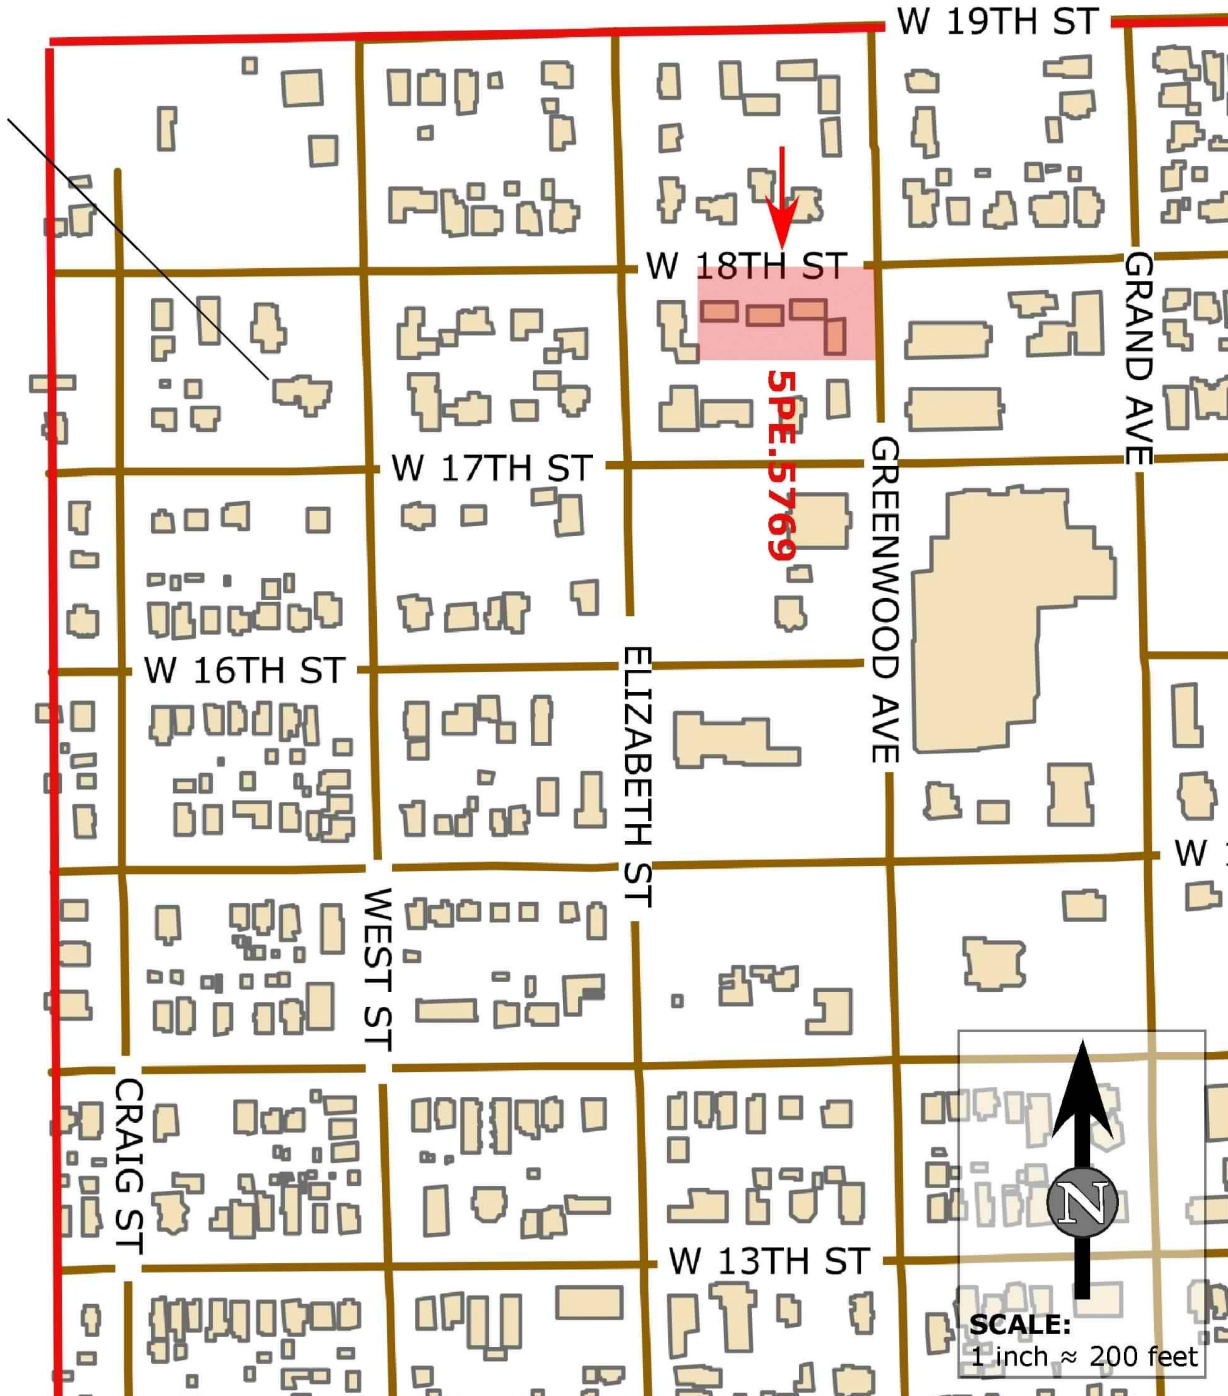 W 19TH ST
W 18TH ST
GRAND AVE
5PE.5769
W 17TH ST
GREENWOOD AVE
W 16TH ST
ELIZABETH ST
W
WEST ST
CRAIG ST
N
W 13TH ST
SCALE:
1 inch ≈ 200 feet